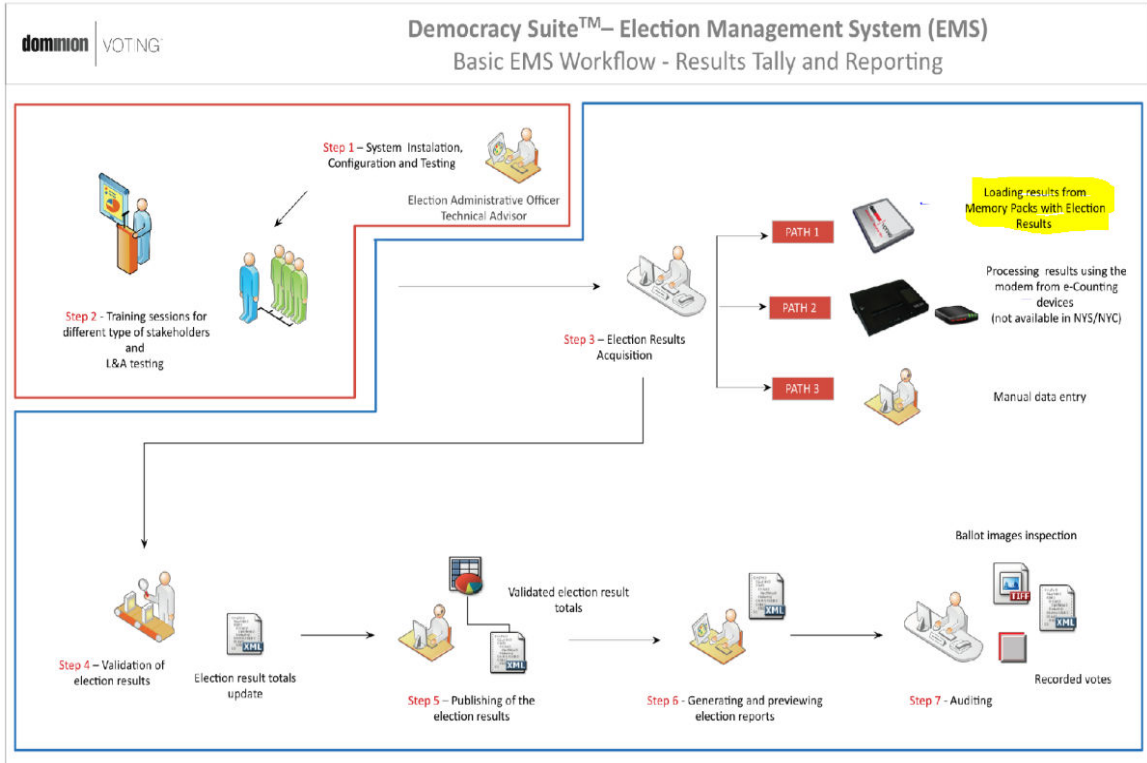 dominion VOTING
Democracy Suite™– Election Management System (EMS)
Basic EMS Workflow - Results Tally and Reporting
Step 1 – System Instalation,
Configuration and Testing
Election Administrative Officer
Technical Advisor
Step 2 - Training sessions for
different type of stakeholders
and
L&A testing
Step 3 – Election Results
Acquisition
PATH 1
Loading results from
Memory Packs with Election
Results
PATH 2
Processing results using the
modem from e-Counting
devices
(not available in NYS/NYC)
PATH 3
Manual data entry
Step 4 – Validation of
election results
XML
Election result totals
update
XML
Step 5 – Publishing of the
election results
Validated election result
totals
XML
Step 6 - Generating and previewing
election reports
Ballot images inspection
TIFF
XML
Recorded votes
Step 7 - Auditing